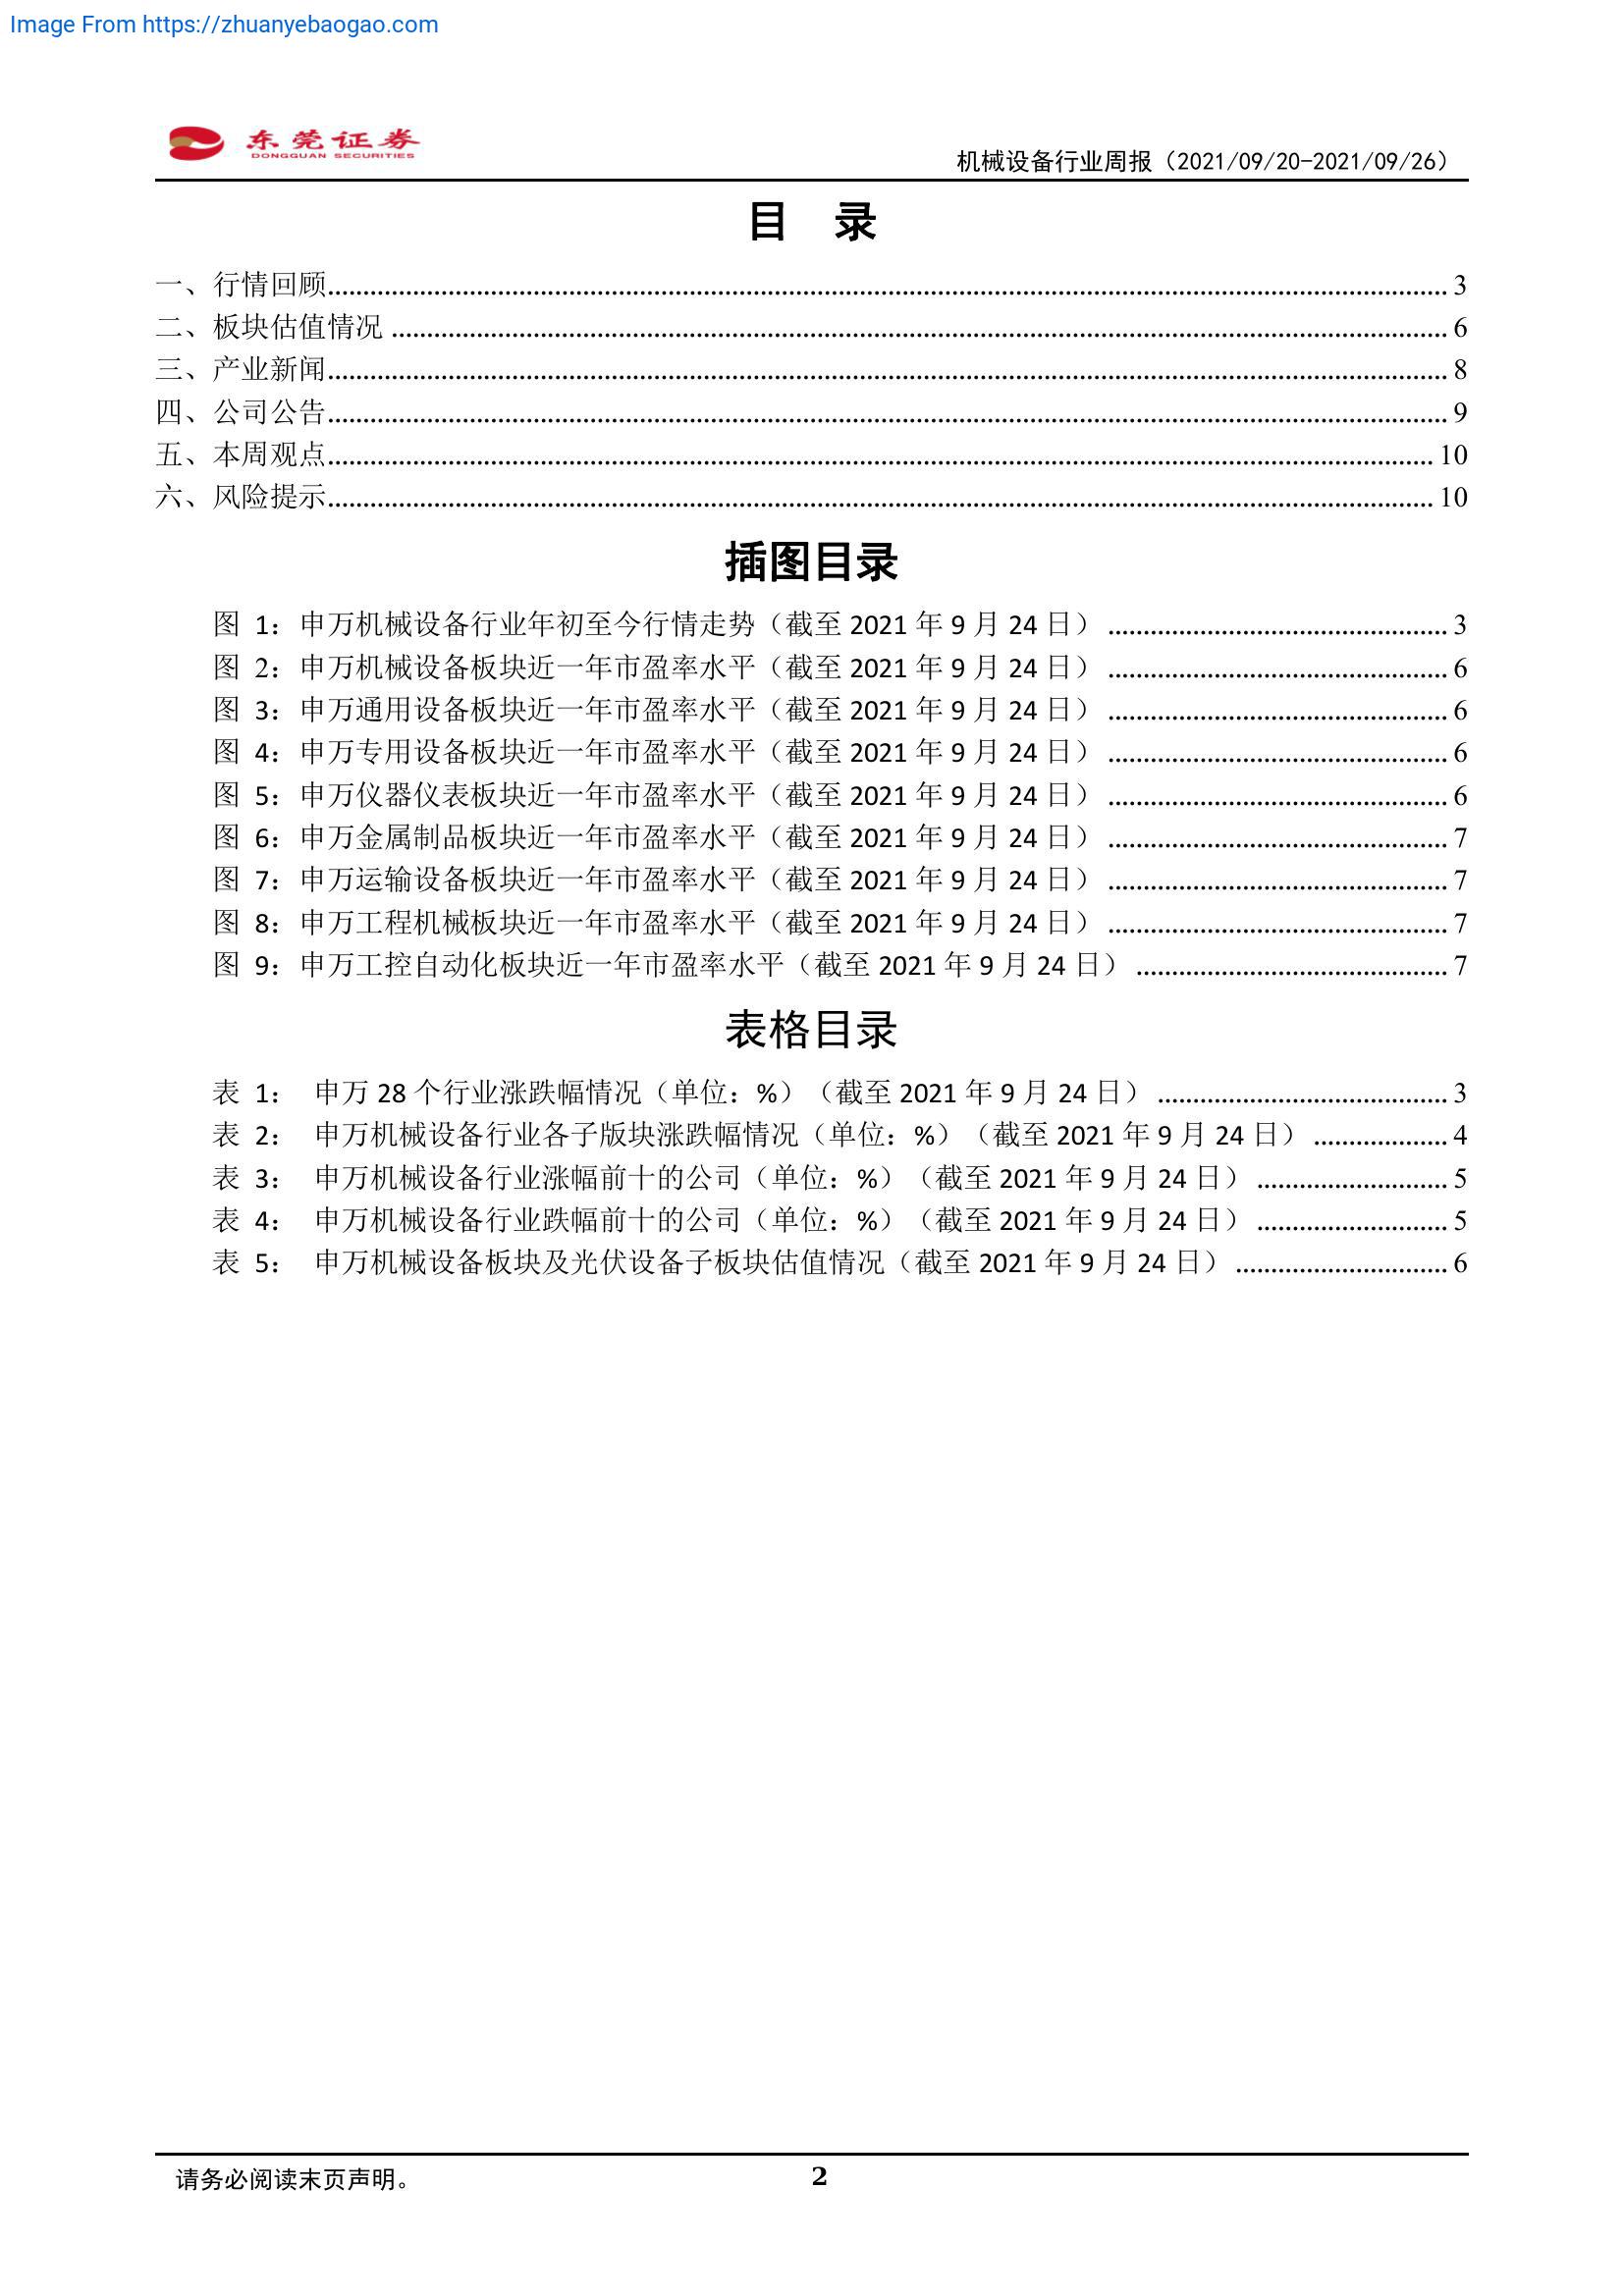 Image From https://zhuanyebaogao.com
东莞证券
DONGGUAN SECURITIES
机械设备行业周报（2021/09/20-2021/09/26）
目 录
一、行情回顾........ 3
二、板块估值情况 ........ 6
三、产业新闻........ 8
四、公司公告........ 9
五、本周观点........ 10
六、风险提示........ 10
插图目录
图 1：申万机械设备行业年初至今行情走势（截至 2021 年 9 月 24 日） ........ 3
图 2：申万机械设备板块近一年市盈率水平（截至 2021 年 9 月 24 日） ........ 6
图 3：申万通用设备板块近一年市盈率水平（截至 2021 年 9 月 24 日） ........ 6
图 4：申万专用设备板块近一年市盈率水平（截至 2021 年 9 月 24 日） ........ 6
图 5：申万仪器仪表板块近一年市盈率水平（截至 2021 年 9 月 24 日） ........ 6
图 6：申万金属制品板块近一年市盈率水平（截至 2021 年 9 月 24 日） ........ 7
图 7：申万运输设备板块近一年市盈率水平（截至 2021 年 9 月 24 日） ........ 7
图 8：申万工程机械板块近一年市盈率水平（截至 2021 年 9 月 24 日） ........ 7
图 9：申万工控自动化板块近一年市盈率水平（截至 2021 年 9 月 24 日） ........ 7
表格目录
表 1： 申万 28 个行业涨跌幅情况（单位：%）（截至 2021 年 9 月 24 日） ........ 3
表 2： 申万机械设备行业各子版块涨跌幅情况（单位：%）（截至 2021 年 9 月 24 日） ........ 4
表 3： 申万机械设备行业涨幅前十的公司（单位：%）（截至 2021 年 9 月 24 日） ........ 5
表 4： 申万机械设备行业跌幅前十的公司（单位：%）（截至 2021 年 9 月 24 日） ........ 5
表 5： 申万机械设备板块及光伏设备子板块估值情况（截至 2021 年 9 月 24 日） ........ 6
请务必阅读末页声明。
2